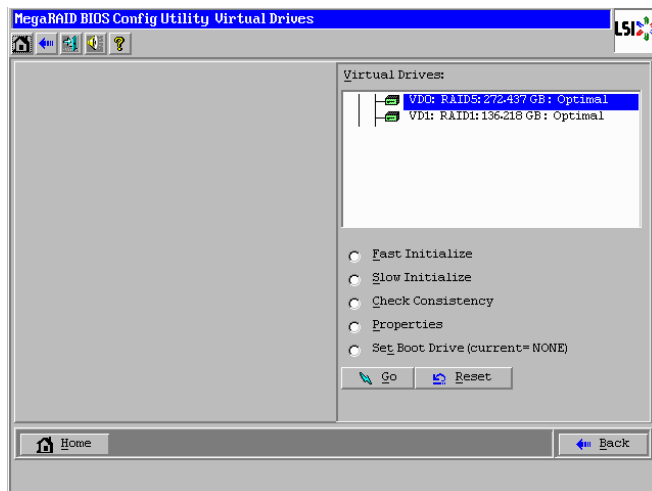 MegaRAID BIOS Config Utility Virtual Drives
LSI
Virtual Drives:
VD0: RAID5: 272.437 GB: Optimal
VD1: RAID1: 136.218 GB: Optimal
Fast Initialize
Slow Initialize
Check Consistency
Properties
Set Boot Drive (current= NONE)
Go
Reset
Home
Back